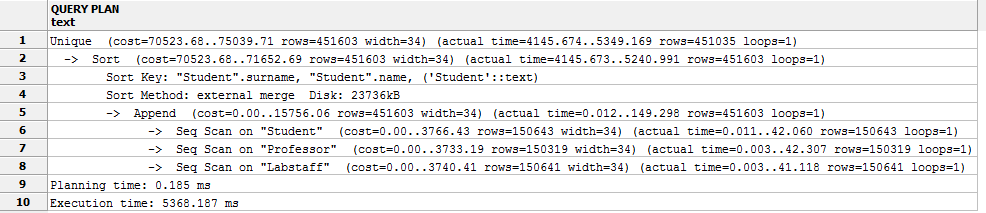 QUERY PLAN
text
1 Unique (cost=70523.68..75039.71 rows=451603 width=34) (actual time=4145.674..5349.169 rows=451035 loops=1)
2 -> Sort (cost=70523.68..71652.69 rows=451603 width=34) (actual time=4145.673..5240.991 rows=451603 loops=1)
3 Sort Key: "Student".surname, "Student".name, ('Student'::text)
4 Sort Method: external merge Disk: 23736kB
5 -> Append (cost=0.00..15756.06 rows=451603 width=34) (actual time=0.012..149.298 rows=451603 loops=1)
6 -> Seq Scan on "Student" (cost=0.00..3766.43 rows=150643 width=34) (actual time=0.011..42.060 rows=150643 loops=1)
7 -> Seq Scan on "Professor" (cost=0.00..3733.19 rows=150319 width=34) (actual time=0.003..42.307 rows=150319 loops=1)
8 -> Seq Scan on "Labstaff" (cost=0.00..3740.41 rows=150641 width=34) (actual time=0.003..41.118 rows=150641 loops=1)
9 Planning time: 0.185 ms
10 Execution time: 5368.187 ms